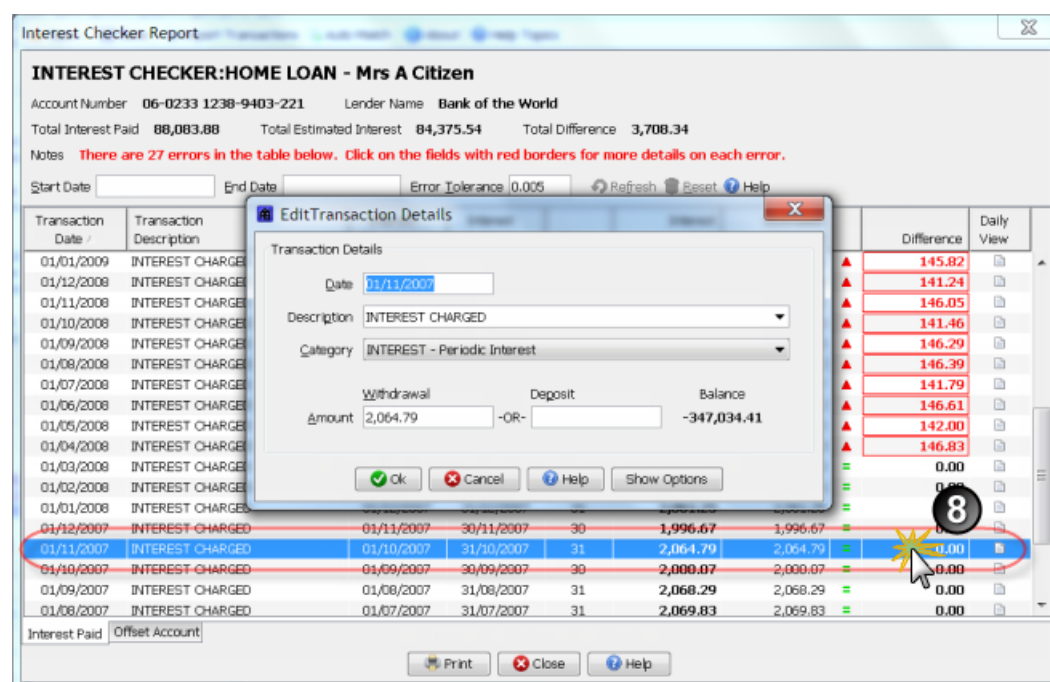 Interest Checker Report
INTEREST CHECKER:HOME LOAN - Mrs A Citizen
Account Number 06-0233 1238-9403-221 Lender Name Bank of the World
Total Interest Paid 88,083.88 Total Estimated Interest 84,375.54 Total Difference 3,708.34
Notes There are 27 errors in the table below. Click on the fields with red borders for more details on each error.
Start Date End Date Error Tolerance 0.005 Refresh Reset Help
Transaction Date Transaction Description Difference Daily View
01/01/2009 INTEREST CHARGED 145.82
01/12/2008 INTEREST CHARGED 141.24
01/11/2008 INTEREST CHARGED 146.05
01/10/2008 INTEREST CHARGED 141.46
01/09/2008 INTEREST CHARGED 146.29
01/08/2008 INTEREST CHARGED 146.39
01/07/2008 INTEREST CHARGED 141.79
01/06/2008 INTEREST CHARGED 146.61
01/05/2008 INTEREST CHARGED 142.00
01/04/2008 INTEREST CHARGED 146.83
01/03/2008 INTEREST CHARGED = 0.00
01/02/2008 INTEREST CHARGED = 0.00
01/01/2008 INTEREST CHARGED =
01/12/2007 INTEREST CHARGED 01/11/2007 30/11/2007 30 1,996.67 1,996.67 =
01/11/2007 INTEREST CHARGED 01/10/2007 31/10/2007 31 2,064.79 2,064.79 = 0.00
01/10/2007 INTEREST CHARGED 01/09/2007 30/09/2007 30 2,000.07 2,000.07 = 0.00
01/09/2007 INTEREST CHARGED 01/08/2007 31/08/2007 31 2,068.29 2,068.29 = 0.00
01/08/2007 INTEREST CHARGED 01/07/2007 31/07/2007 31 2,069.83 2,069.83 = 0.00
Interest Paid Offset Account
Print Close Help
EditTransaction Details
Transaction Details
Date 01/11/2007
Description INTEREST CHARGED
Category INTEREST - Periodic Interest
Withdrawal Deposit Balance
Amount 2,064.79 -OR- -347,034.41
Ok Cancel Help Show Options
8